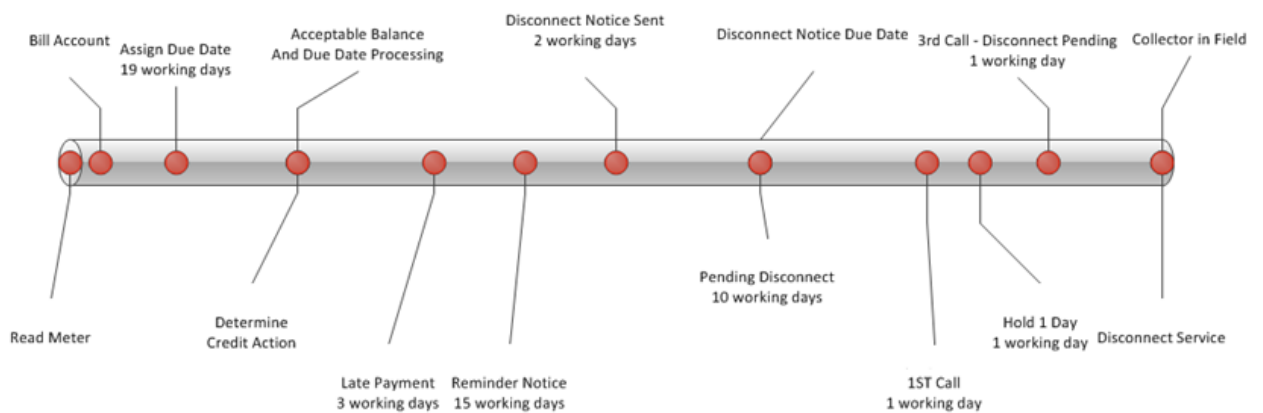 Bill Account
Assign Due Date
19 working days
Acceptable Balance
And Due Date Processing
Disconnect Notice Sent
2 working days
Disconnect Notice Due Date
3rd Call - Disconnect Pending
1 working day
Collector in Field
Read Meter
Determine
Credit Action
Late Payment
3 working days
Reminder Notice
15 working days
Pending Disconnect
10 working days
1ST Call
1 working day
Hold 1 Day
1 working day
Disconnect Service